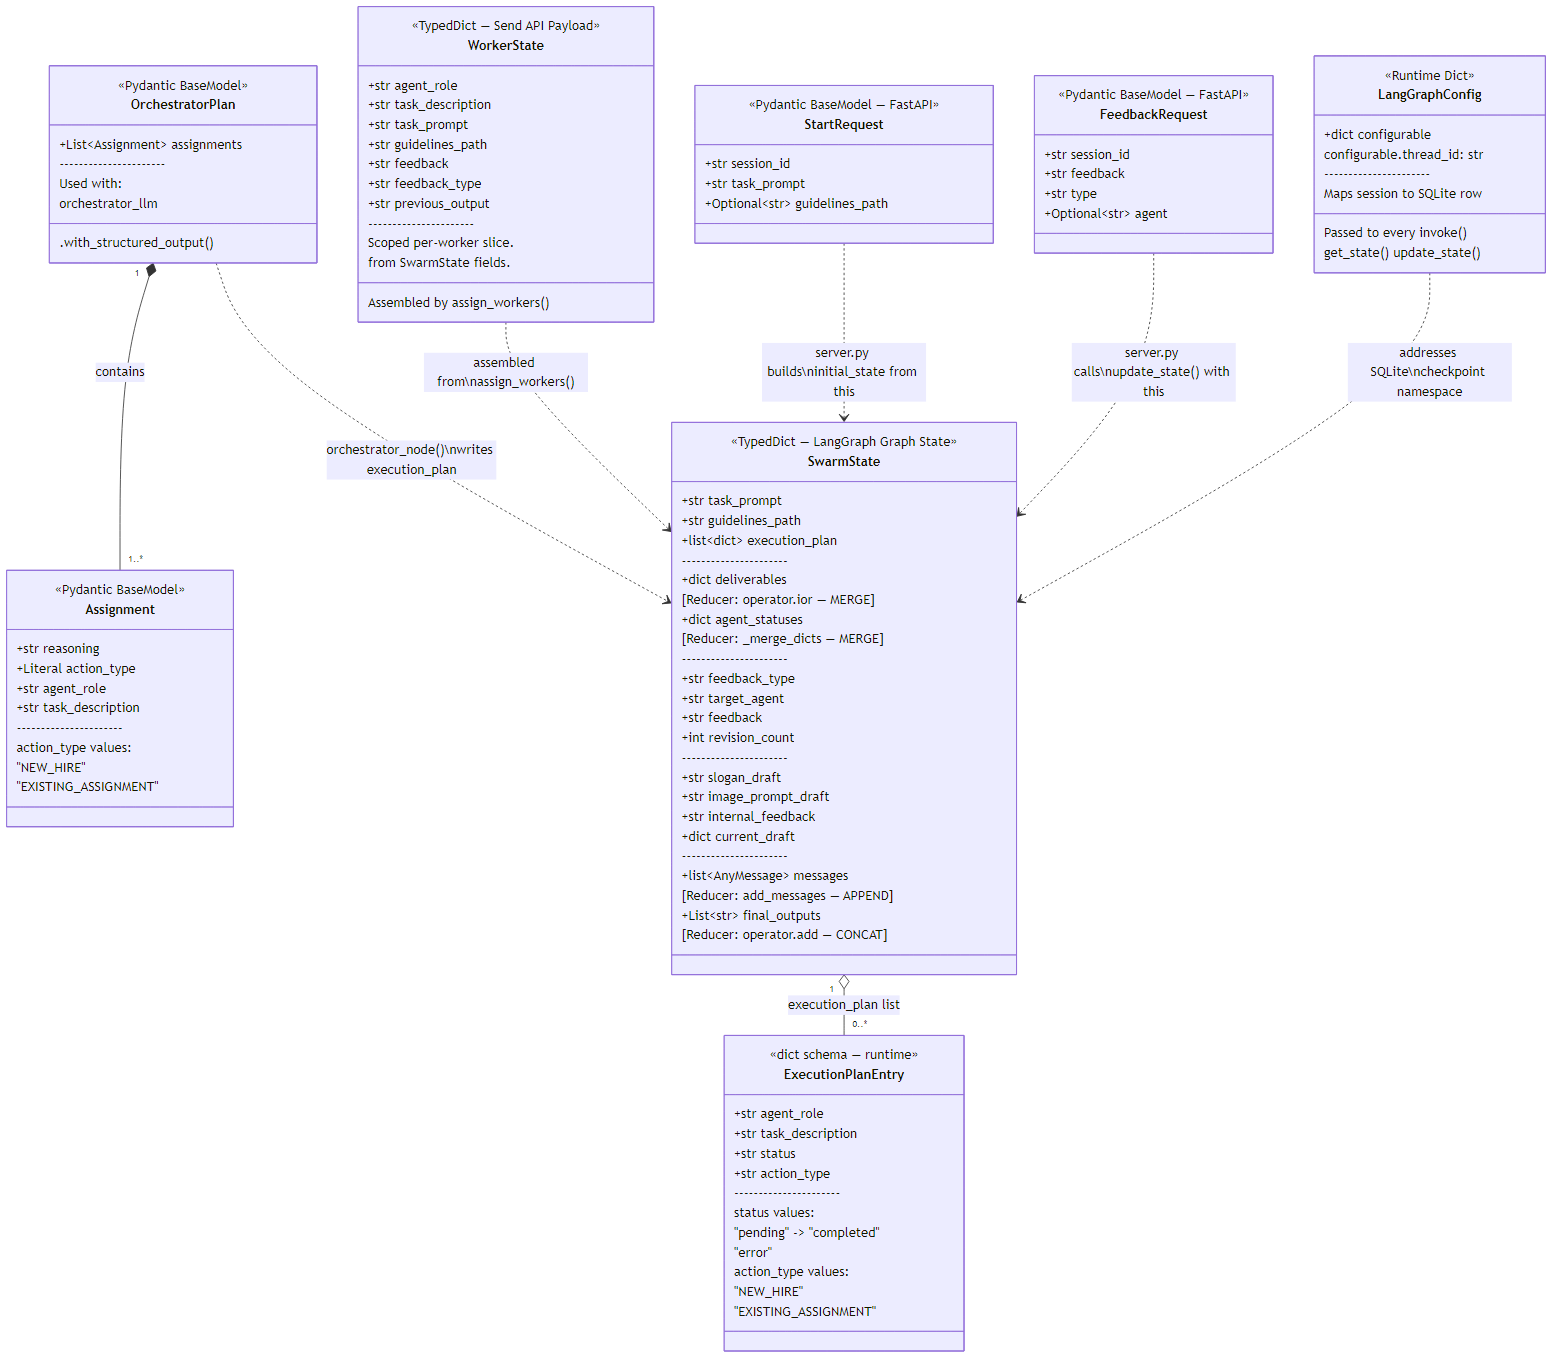 «Pydantic BaseModel»
OrchestratorPlan
+List<Assignment> assignments
----------------------
Used with:
orchestrator_llm
.with_structured_output()
«TypedDict — Send API Payload»
WorkerState
+str agent_role
+str task_description
+str task_prompt
+str guidelines_path
+str feedback
+str feedback_type
+str previous_output
----------------------
Scoped per-worker slice.
from SwarmState fields.
Assembled by assign_workers()
«Pydantic BaseModel — FastAPI»
StartRequest
+str session_id
+str task_prompt
+Optional<str> guidelines_path
«Pydantic BaseModel — FastAPI»
FeedbackRequest
+str session_id
+str feedback
+str type
+Optional<str> agent
«Runtime Dict»
LangGraphConfig
+dict configurable
configurable.thread_id: str
----------------------
Maps session to SQLite row
Passed to every invoke()
get_state() update_state()
1
contains
1..*
assembled
from\nassign_workers()
server.py
builds\ninitial_state from
this
server.py
calls\nupdate_state() with
this
addresses
SQLite\ncheckpoint
namespace
orchestrator_node()\nwrites
execution_plan
«Pydantic BaseModel»
Assignment
+str reasoning
+Literal action_type
+str agent_role
+str task_description
----------------------
action_type values:
"NEW_HIRE"
"EXISTING_ASSIGNMENT"
«TypedDict — LangGraph Graph State»
SwarmState
+str task_prompt
+str guidelines_path
+list<dict> execution_plan
----------------------
+dict deliverables
[Reducer: operator.ior — MERGE]
+dict agent_statuses
[Reducer: _merge_dicts — MERGE]
----------------------
+str feedback_type
+str target_agent
+str feedback
+int revision_count
----------------------
+str slogan_draft
+str image_prompt_draft
+str internal_feedback
+dict current_draft
----------------------
+list<AnyMessage> messages
[Reducer: add_messages — APPEND]
+List<str> final_outputs
[Reducer: operator.add — CONCAT]
1
execution_plan list
0..*
«dict schema — runtime»
ExecutionPlanEntry
+str agent_role
+str task_description
+str status
+str action_type
----------------------
status values:
"pending" -> "completed"
"error"
action_type values:
"NEW_HIRE"
"EXISTING_ASSIGNMENT"